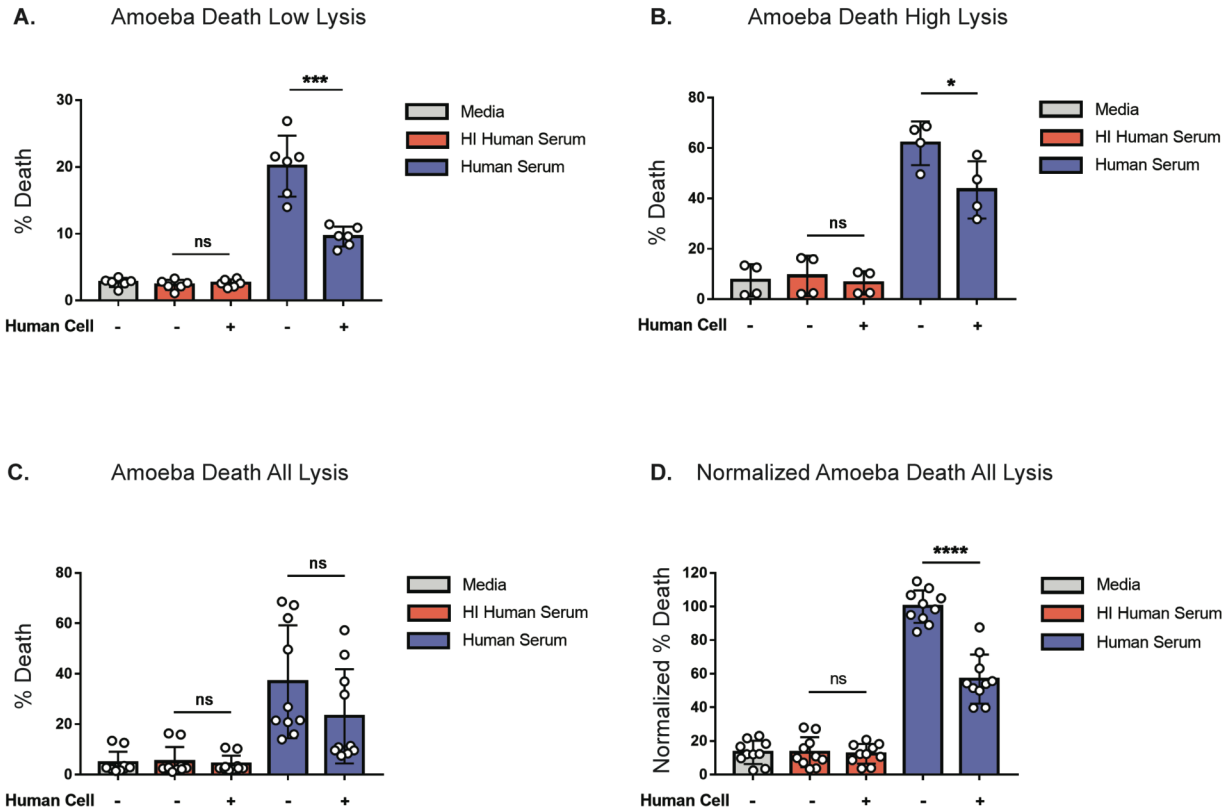 A. Amoeba Death Low Lysis
% Death
30
20
10
0
ns
***
Human Cell - - + - +
Media
HI Human Serum
Human Serum
B. Amoeba Death High Lysis
% Death
80
60
40
20
0
ns
*
Human Cell - - + - +
Media
HI Human Serum
Human Serum
C. Amoeba Death All Lysis
% Death
80
60
40
20
0
ns
ns
Human Cell - - + - +
Media
HI Human Serum
Human Serum
D. Normalized Amoeba Death All Lysis
Normalized % Death
120
100
80
60
40
20
0
ns
****
Human Cell - - + - +
Media
HI Human Serum
Human Serum